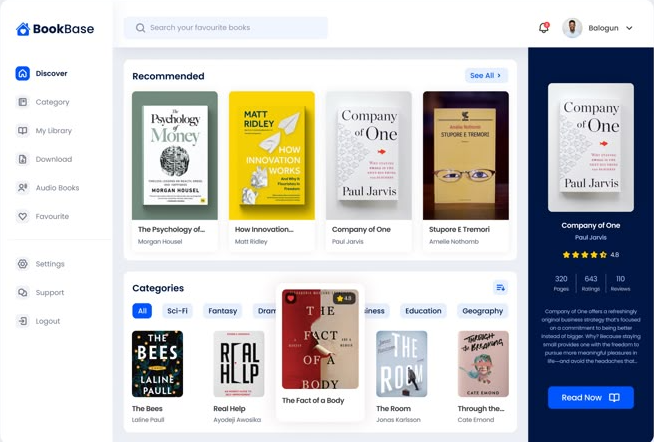 BookBase
Search your favourite books
Balogun
Discover
Category
My Library
Download
Audio Books
Favourite
Settings
Support
Logout
Recommended
See All >
The
Psychology
of
Money
MORGAN HOUSEL
The Psychology of...
Morgan Housel
MATT
RIDLEY
HOW
INNOVATION
WORKS
How Innovation...
Matt Ridley
Company
of One
Paul Jarvis
Company of One
Paul Jarvis
Amélie Nothomb
STUPORE E TREMORI
Stupore E Tremori
Amelie Nothomb
Categories
All
Sci-Fi
Fantasy
Dram
iness
Education
Geography
THE
BEES
LALINE
PAULL
The Bees
Laline Paull
REAL
HELP
Real Help
Ayodeji Awosika
4.8
THE
FACT
OF A
BODY
The Fact of a Body
THE
ROOM
The Room
Jonas Karlsson
THROUGH
THE BREAKING
CATE EMOND
Through the...
Cate Emond
Company
of One
Paul Jarvis
Company of One
Paul Jarvis
4.8
320
Pages
643
Ratings
110
Reviews
Company of One offers a refreshingly
original business strategy that's focused
on a commitment to being better
instead of bigger. Why? Because staying
small provides one with the freedom to
pursue more meaningful pleasures in
life—and avoid the headaches that...
Read Now